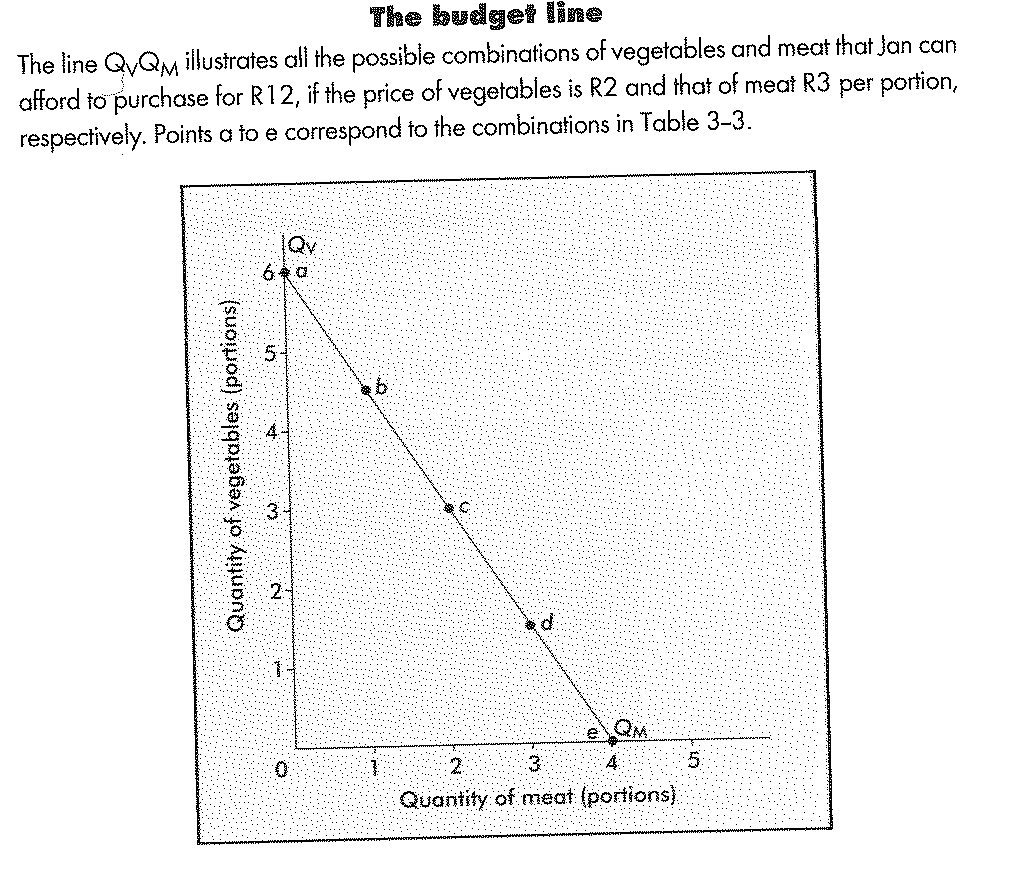 The budget line
The line QVQM illustrates all the possible combinations of vegetables and meat that Jan can
afford to purchase for R12, if the price of vegetables is R2 and that of meat R3 per portion,
respectively. Points a to e correspond to the combinations in Table 3–3.
QV
6 a
5
b
4
3 c
2
d
1
e QM
0 1 2 3 4 5
Quantity of vegetables (portions)
Quantity of meat (portions)